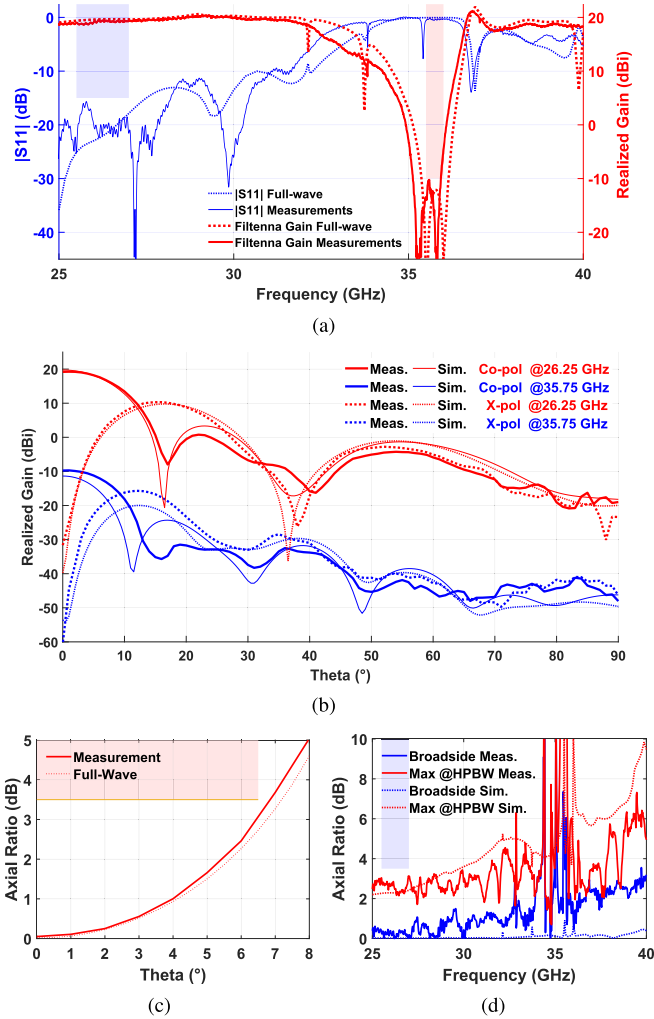 0
-10
-20
-30
-40
|S11| (dB)
20
10
0
-10
-20
Realized Gain (dBi)
|S11| Full-wave
|S11| Measurements
Filtenna Gain Full-wave
Filtenna Gain Measurements
25 30 35 40
Frequency (GHz)
(a)
20
10
0
-10
-20
-30
-40
-50
-60
Realized Gain (dBi)
Meas. Sim. Co-pol @26.25 GHz
Meas. Sim. Co-pol @35.75 GHz
Meas. Sim. X-pol @26.25 GHz
Meas. Sim. X-pol @35.75 GHz
0 10 20 30 40 50 60 70 80 90
Theta (°)
(b)
5
4
3
2
1
0
Axial Ratio (dB)
Measurement
Full-Wave
0 1 2 3 4 5 6 7 8
Theta (°)
(c)
10
8
6
4
2
0
Axial Ratio (dB)
Broadside Meas.
Max @HPBW Meas.
Broadside Sim.
Max @HPBW Sim.
25 30 35 40
Frequency (GHz)
(d)